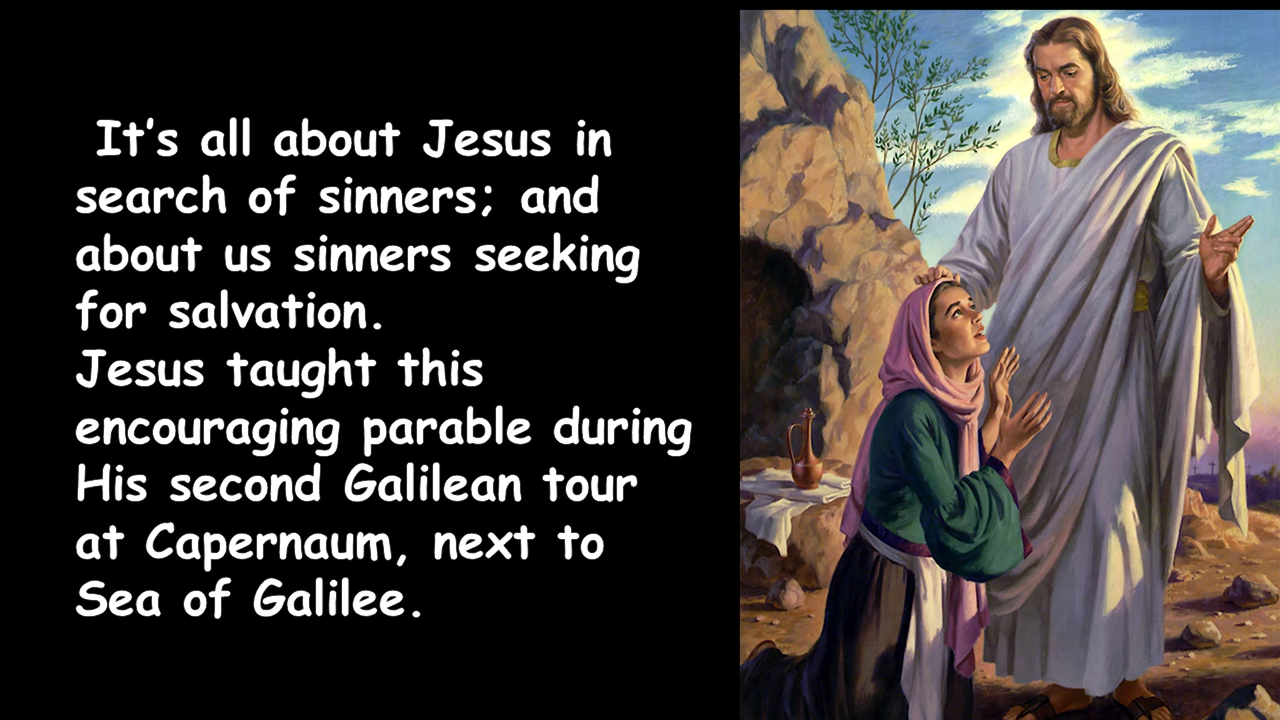 It's all about Jesus in
search of sinners; and
about us sinners seeking
for salvation.
Jesus taught this
encouraging parable during
His second Galilean tour
at Capernaum, next to
Sea of Galilee.